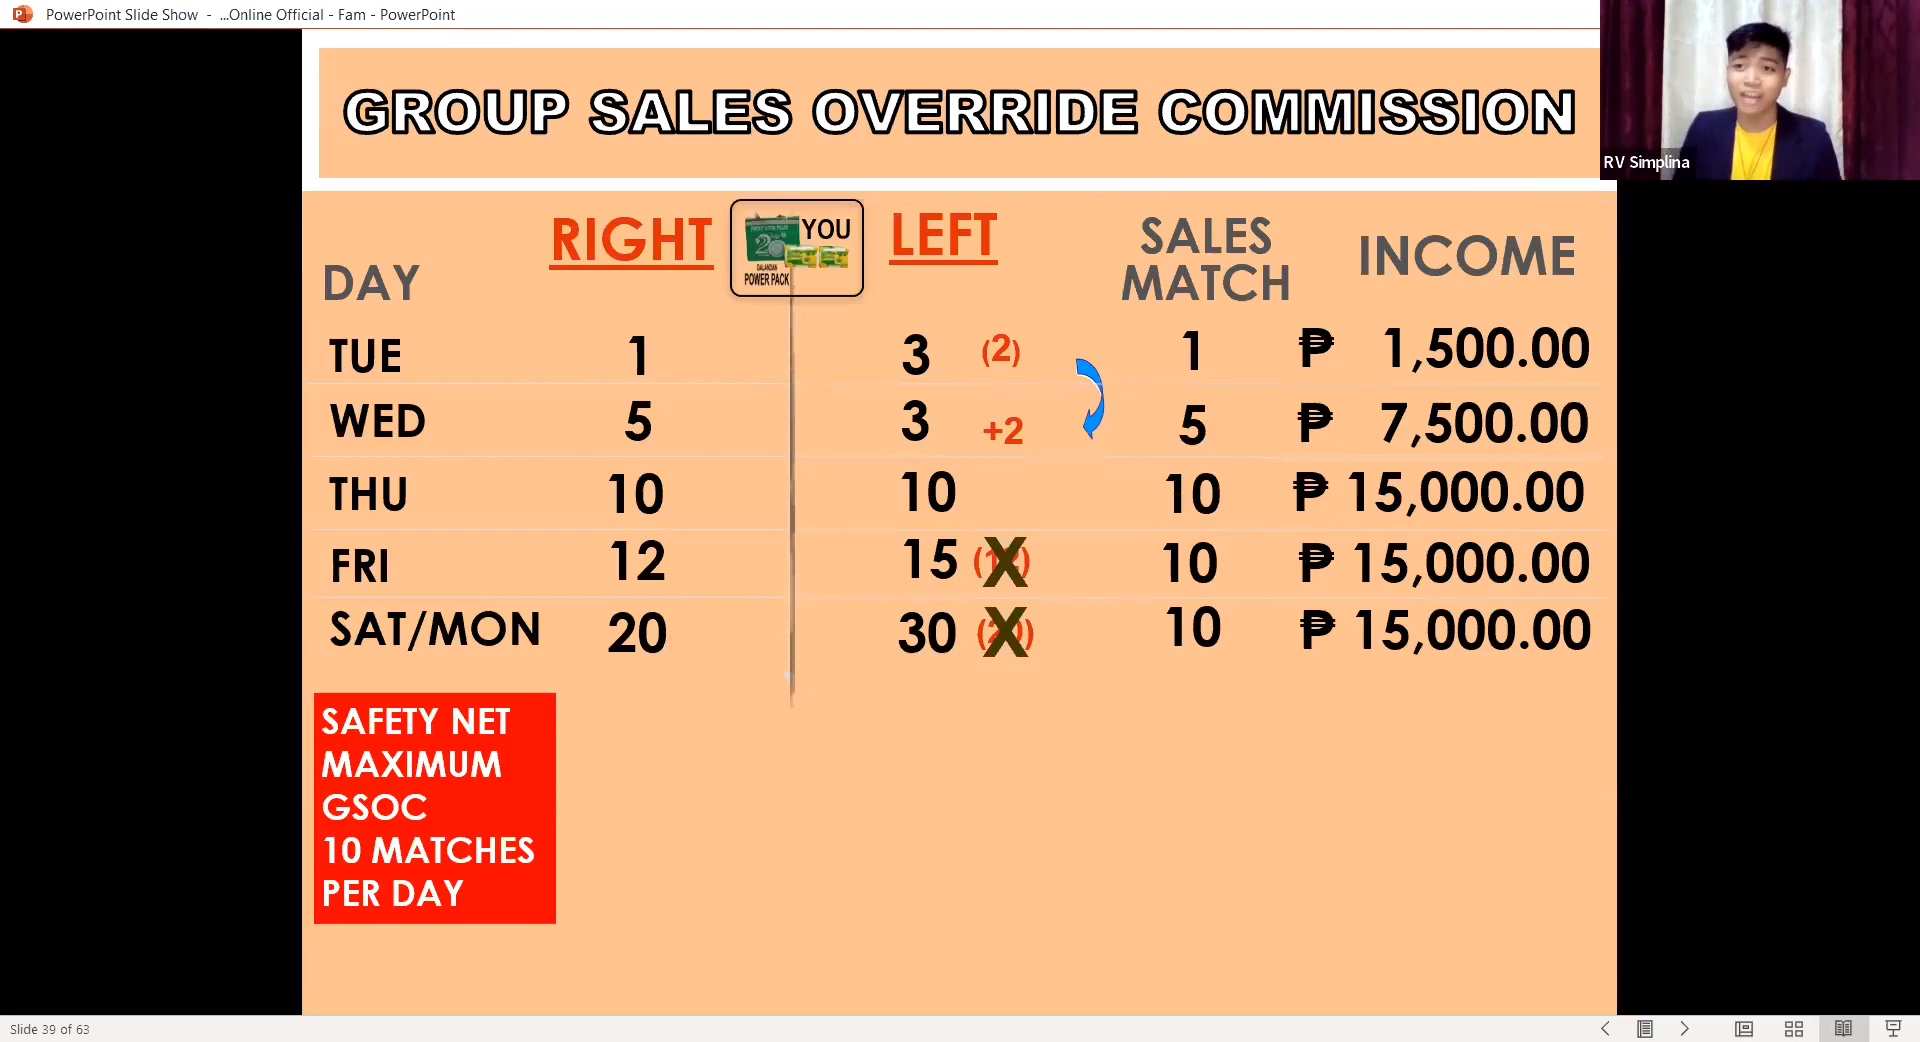 PowerPoint Slide Show - ...Online Official - Fam - PowerPoint
GROUP SALES OVERRIDE COMMISSION
RV Simplina
DAY RIGHT YOU LEFT SALES MATCH INCOME
POWER PACK
TUE 1 3 (2) 1 ₱ 1,500.00
WED 5 3 +2 5 ₱ 7,500.00
THU 10 10 10 ₱ 15,000.00
FRI 12 15 X 10 ₱ 15,000.00
SAT/MON 20 30 X 10 ₱ 15,000.00
SAFETY NET
MAXIMUM
GSOC
10 MATCHES
PER DAY
Slide 39 of 63